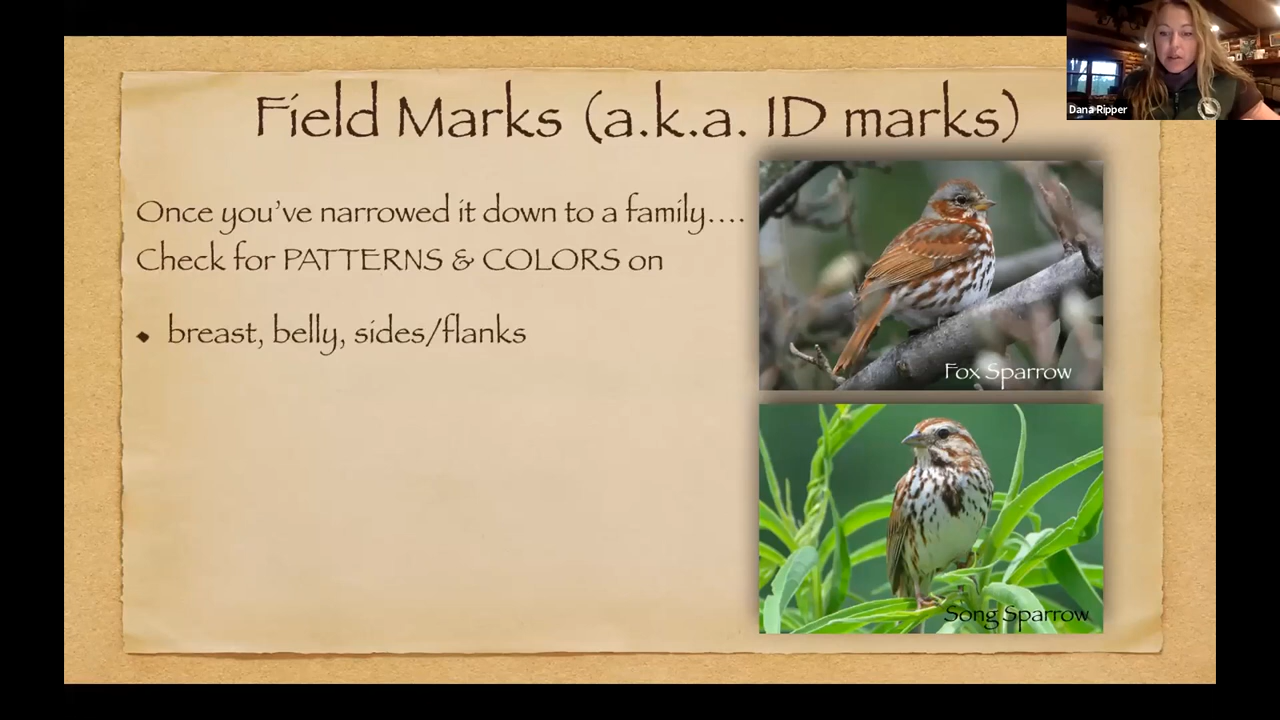 Field Marks (a.k.a. ID marks)
Dana Ripper
Once you've narrowed it down to a family....
Check for PATTERNS & COLORS on
• breast, belly, sides/flanks
Fox Sparrow
Song Sparrow